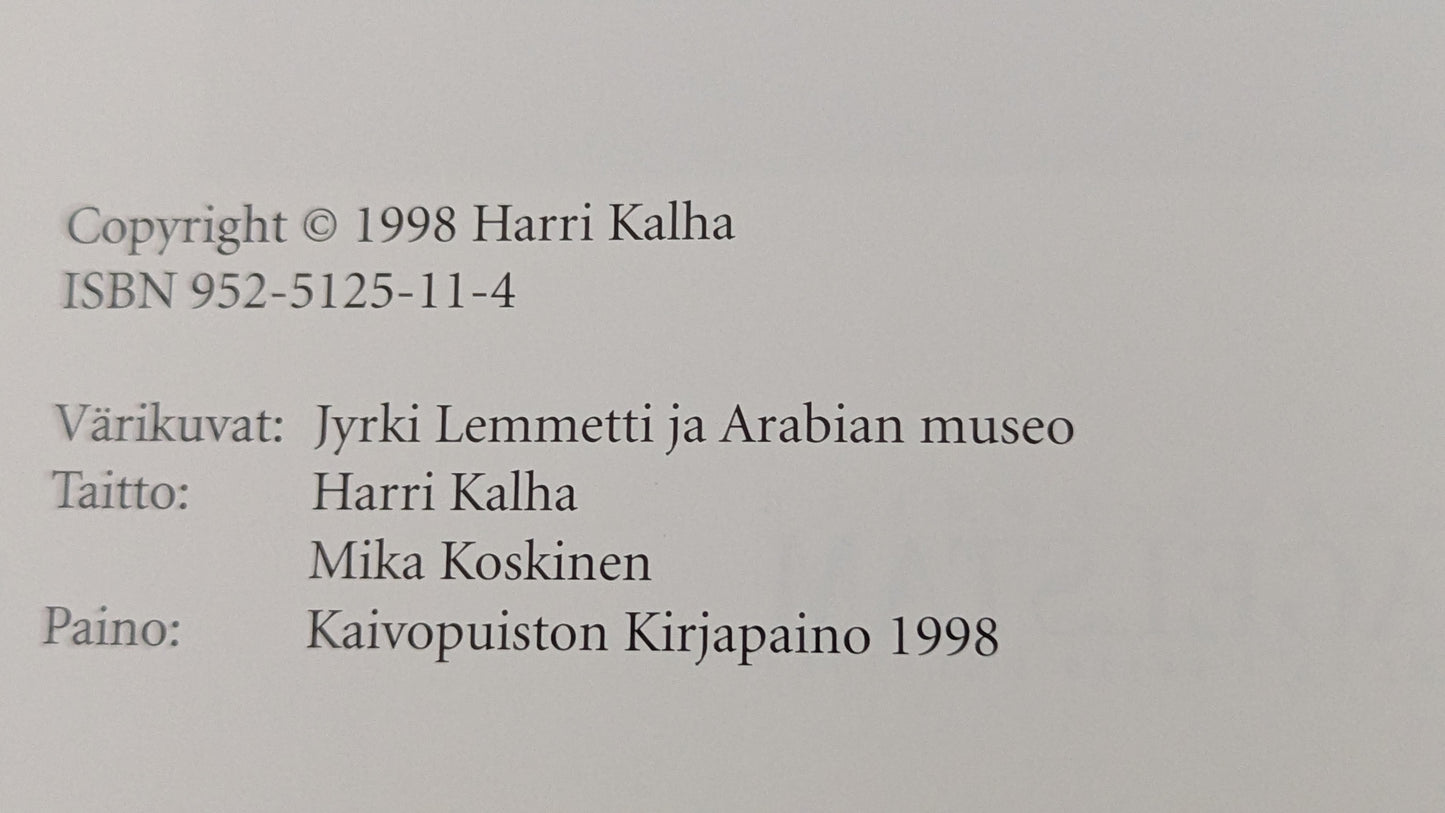 Copyright © 1998 Harri Kalha
ISBN 952-5125-11-4
Värikuvat: Jyrki Lemmetti ja Arabian museo
Taitto: Harri Kalha
Mika Koskinen
Paino: Kaivopuiston Kirjapaino 1998